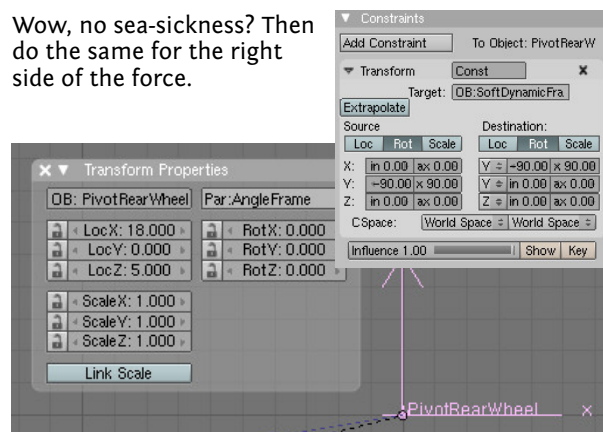 Wow, no sea-sickness? Then
do the same for the right
side of the force.
Constraints
Add Constraint To Object: PivotRearW
Transform Const
Target: OB:SoftDynamicFra
Extrapolate
Source Destination:
Loc Rot Scale Loc Rot Scale
X: in 0.00 ax 0.00 Y -90.00 x 90.00
Y: -90.00 x 90.00 Y in 0.00 ax 0.00
Z: in 0.00 ax 0.00 Z in 0.00 ax 0.00
CSpace: World Space World Space
Influence 1.00 Show Key
Transform Properties
OB: PivotRearWheel Par:AngleFrame
LocX: 18.000 RotX: 0.000
LocY: 0.000 RotY: 0.000
LocZ: 5.000 RotZ: 0.000
ScaleX: 1.000
ScaleY: 1.000
ScaleZ: 1.000
Link Scale
PivotRearWheel